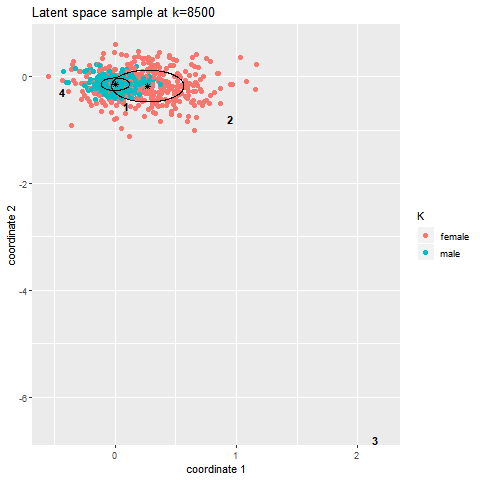 Latent space sample at k=8500
0
-2
-4
-6
coordinate 2
4
1
2
3
0
1
2
coordinate 1
K
female
male